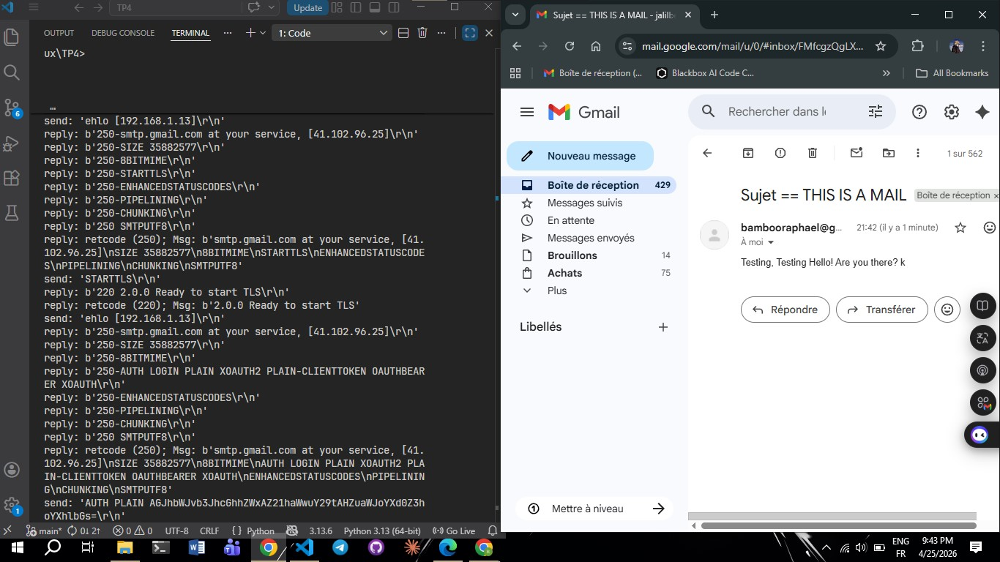 TP4
Update
OUTPUT
DEBUG CONSOLE
TERMINAL
1: Code
ux\TP4>
…
send: 'ehlo [192.168.1.13]\r\n'
reply: b'250-smtp.gmail.com at your service, [41.102.96.25]\r\n'
reply: b'250-SIZE 35882577\r\n'
reply: b'250-8BITMIME\r\n'
reply: b'250-STARTTLS\r\n'
reply: b'250-ENHANCEDSTATUSCODES\r\n'
reply: b'250-PIPELINING\r\n'
reply: b'250-CHUNKING\r\n'
reply: b'250 SMTPUTF8\r\n'
reply: retcode (250); Msg: b'smtp.gmail.com at your service, [41.
102.96.25]\nSIZE 35882577\n8BITMIME\nSTARTTLS\nENHANCEDSTATUSCODE
S\nPIPELINING\nCHUNKING\nSMTPUTF8'
send: 'STARTTLS\r\n'
reply: b'220 2.0.0 Ready to start TLS\r\n'
reply: retcode (220); Msg: b'2.0.0 Ready to start TLS'
send: 'ehlo [192.168.1.13]\r\n'
reply: b'250-smtp.gmail.com at your service, [41.102.96.25]\r\n'
reply: b'250-SIZE 35882577\r\n'
reply: b'250-8BITMIME\r\n'
reply: b'250-AUTH LOGIN PLAIN XOAUTH2 PLAIN-CLIENTTOKEN OAUTHBEAR
ER XOAUTH\r\n'
reply: b'250-ENHANCEDSTATUSCODES\r\n'
reply: b'250-PIPELINING\r\n'
reply: b'250-CHUNKING\r\n'
reply: b'250 SMTPUTF8\r\n'
reply: retcode (250); Msg: b'smtp.gmail.com at your service, [41.
102.96.25]\nSIZE 35882577\n8BITMIME\nAUTH LOGIN PLAIN XOAUTH2 PLA
IN-CLIENTTOKEN OAUTHBEARER XOAUTH\nENHANCEDSTATUSCODES\nPIPELININ
G\nCHUNKING\nSMTPUTF8'
send: 'AUTH PLAIN
6
1
main*
0↓ 2↑
0
0
UTF-8
CRLF
{ } Python
3.13.6
Python 3.13 (64-bit)
Go Live
Sujet == THIS IS A MAIL - jalilb
mail.google.com/mail/u/0/#inbox/FMfcgzQgLX...
Boîte de réception (...
Blackbox AI Code C...
All Bookmarks
Gmail
Rechercher dans l
Nouveau message
Boîte de réception 429
Messages suivis
En attente
Messages envoyés
Brouillons 14
Achats 75
Plus
Libellés
Mettre à niveau
1 sur 562
Sujet == THIS IS A MAIL
Boîte de réception ×
bambooraphael@g...
21:42 (il y a 1 minute)
À moi
Testing, Testing Hello! Are you there? k
Répondre
Transférer
ENG
FR
9:43 PM
4/25/2026